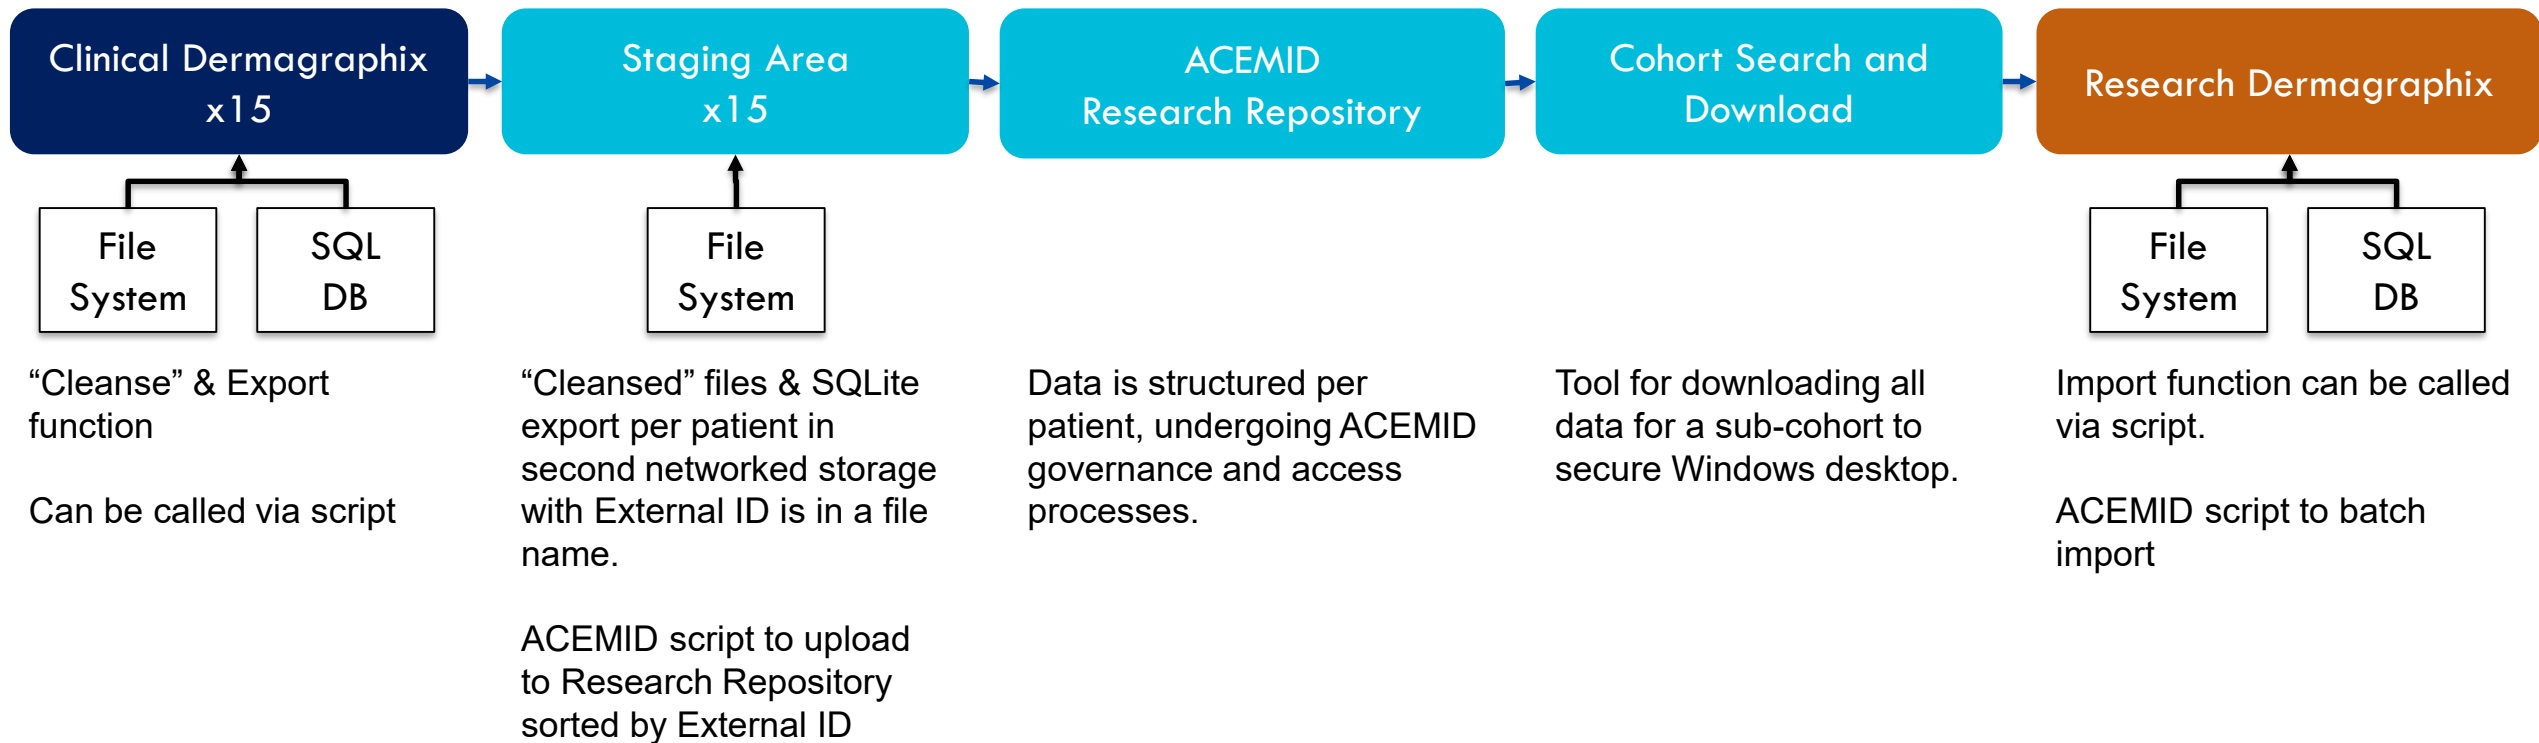 Clinical Dermagraphix
x15
Staging Area
x15
ACEMID
Research Repository
Cohort Search and
Download
Research Dermagraphix
File
System
SQL
DB
File
System
File
System
SQL
DB
“Cleanse” & Export
function
Can be called via script
“Cleansed” files & SQLite
export per patient in
second networked storage
with External ID is in a file
name.
ACEMID script to upload
to Research Repository
sorted by External ID
Data is structured per
patient, undergoing ACEMID
governance and access
processes.
Tool for downloading all
data for a sub-cohort to
secure Windows desktop.
Import function can be called
via script.
ACEMID script to batch
import